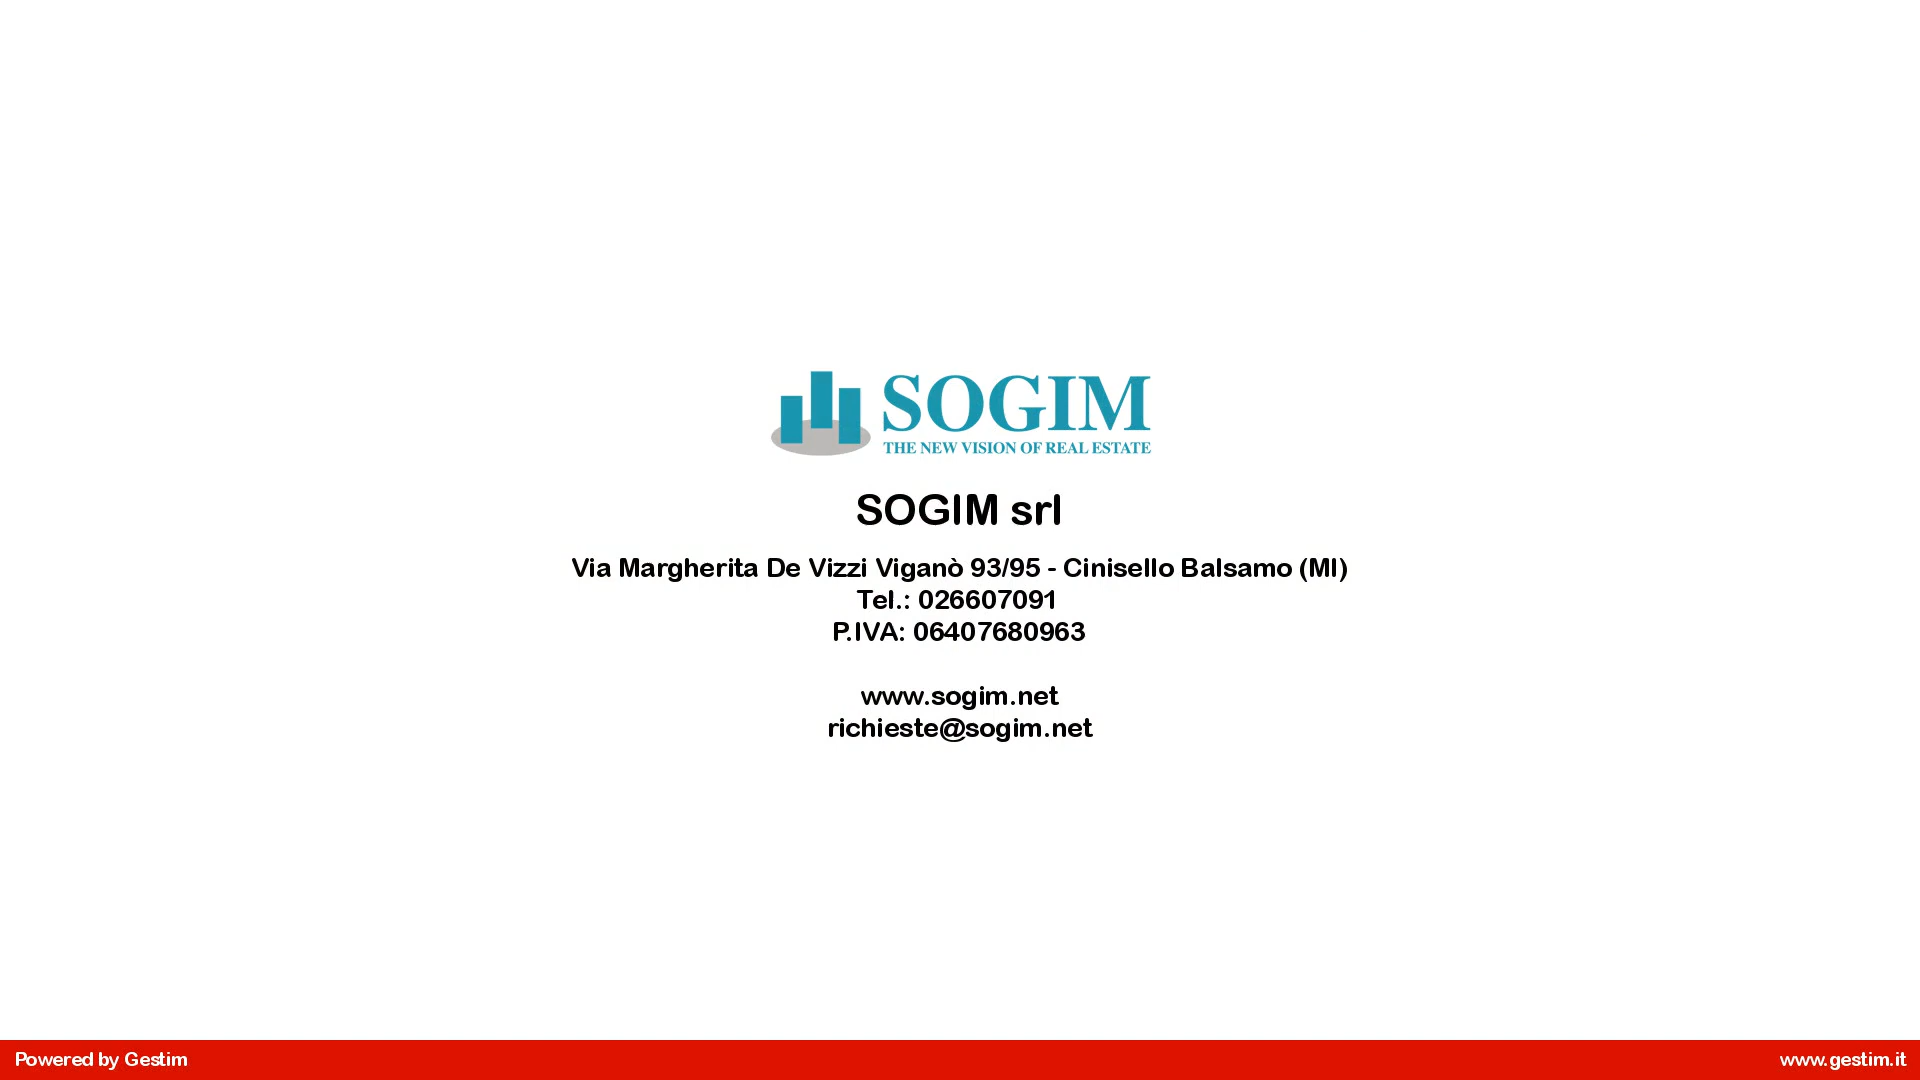 SOGIM
THE NEW VISION OF REAL ESTATE
SOGIM srl
Via Margherita De Vizzi Viganò 93/95 - Cinisello Balsamo (MI)
Tel.: 026607091
P.IVA: 06407680963
www.sogim.net
richieste@sogim.net
Powered by Gestim
www.gestim.it